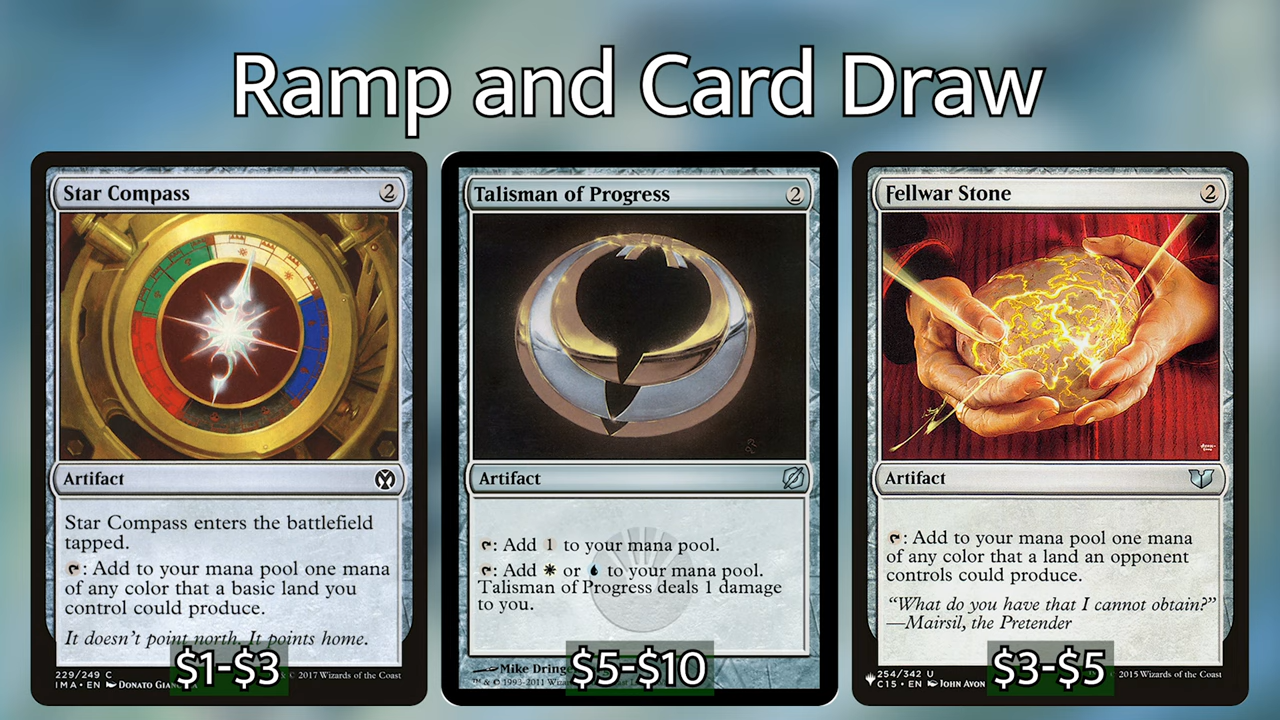 Ramp and Card Draw
Star Compass 2
Artifact
Star Compass enters the battlefield
tapped.
: Add to your mana pool one mana
of any color that a basic land you
control could produce.
It doesn't point north. It points home.
229/249 C
IMA • EN DONATO
& © 2017 Wizards of the Coast
$1-$3
Talisman of Progress 2
Artifact
: Add 1 to your mana pool.
: Add or to your mana pool.
Talisman of Progress deals 1 damage
to you.
Mike
™ & © 1993-2011
$5-$10
Fellwar Stone 2
Artifact
: Add to your mana pool one mana
of any color that a land an opponent
controls could produce.
“What do you have that I cannot obtain?”
—Mairsil, the Pretender
254/342 U
C15 • EN JOHN AVON
2015 Wizards of the Coast
$3-$5